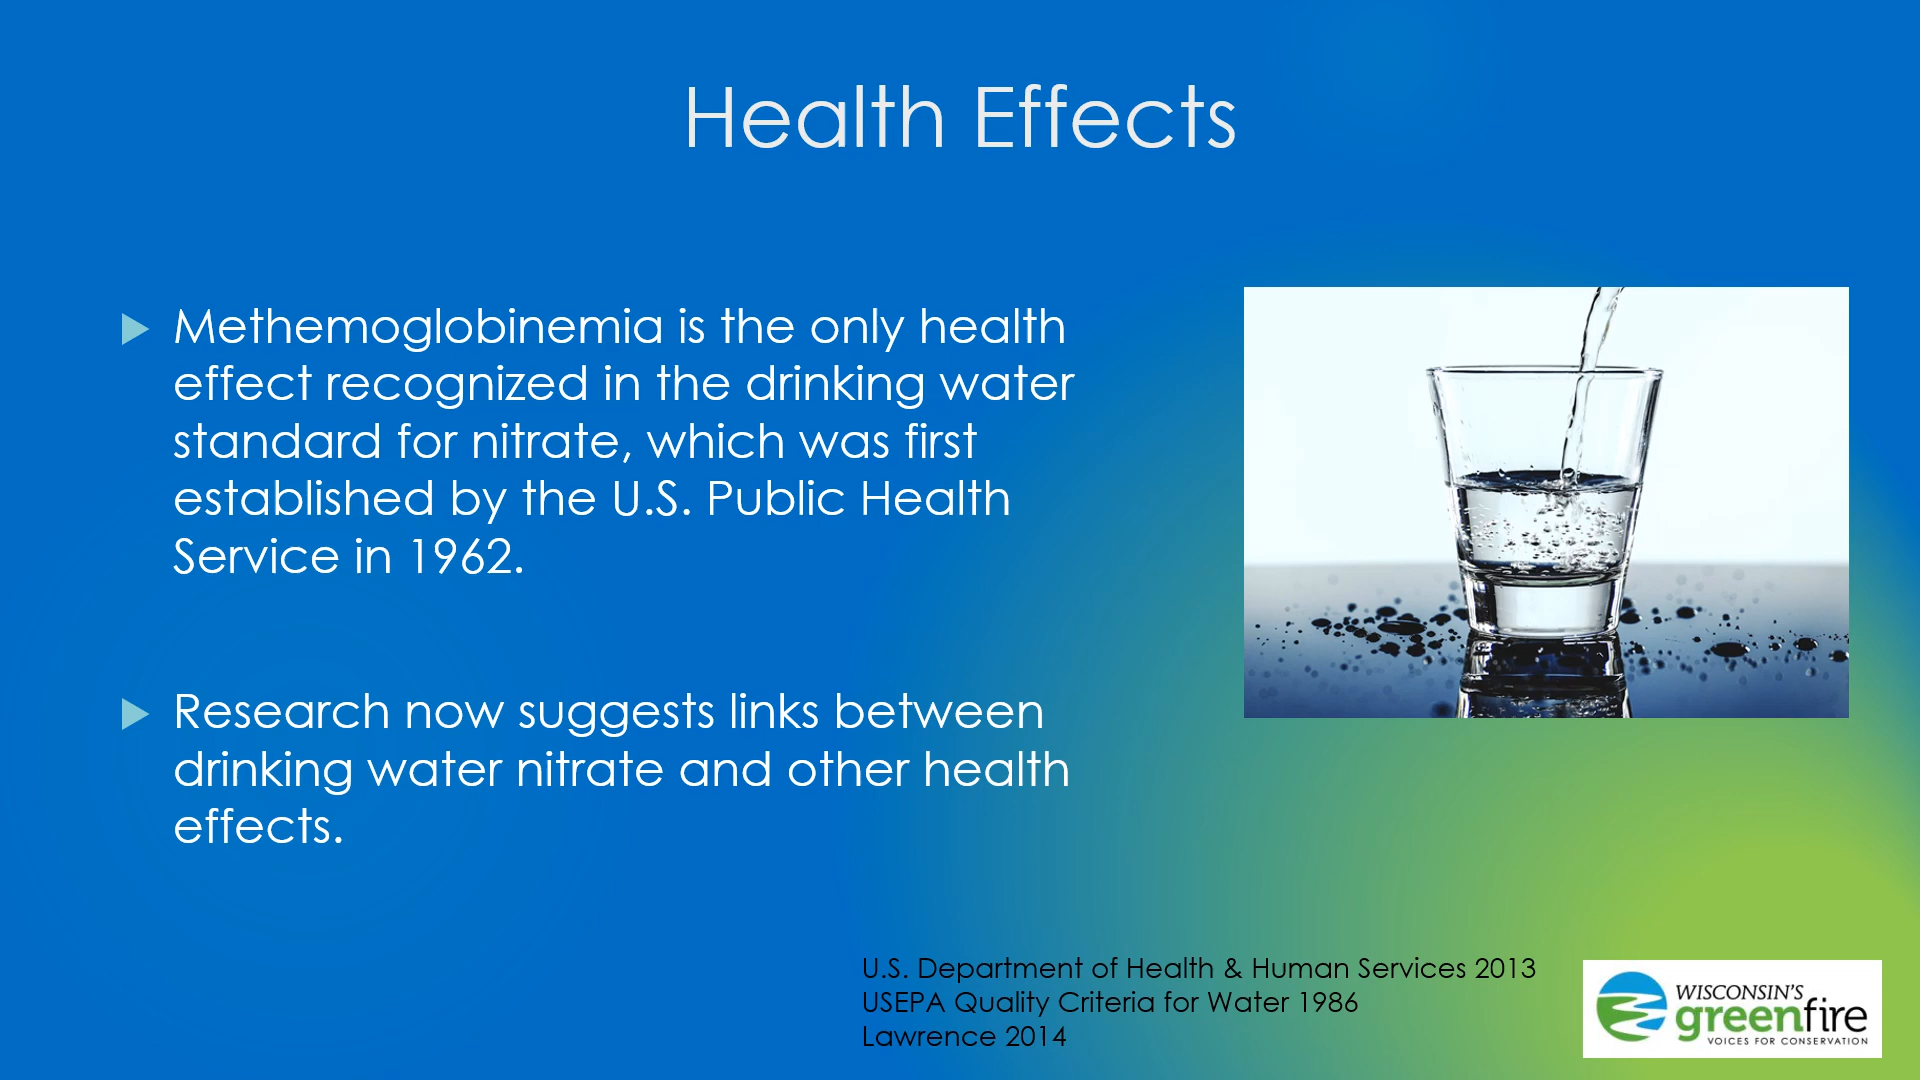 Health Effects
Methemoglobinemia is the only health
effect recognized in the drinking water
standard for nitrate, which was first
established by the U.S. Public Health
Service in 1962.
Research now suggests links between
drinking water nitrate and other health
effects.
U.S. Department of Health & Human Services 2013
USEPA Quality Criteria for Water 1986
Lawrence 2014
WISCONSIN'S
greenfire
VOICES FOR CONSERVATION